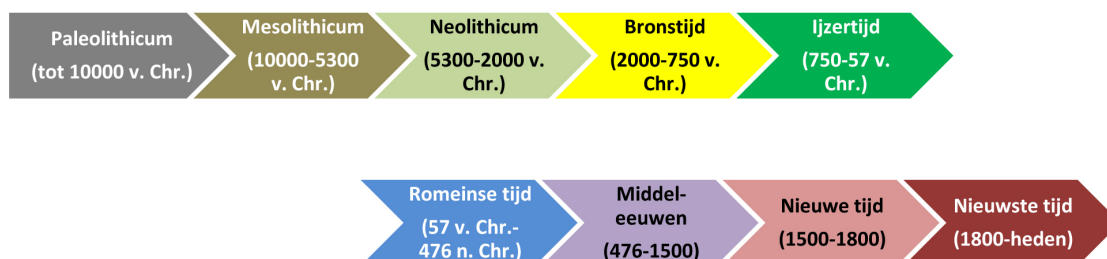 Paleolithicum
(tot 10000 v. Chr.)
Mesolithicum
(10000-5300
v. Chr.)
Neolithicum
(5300-2000 v.
Chr.)
Bronstijd
(2000-750 v.
Chr.)
Ijzertijd
(750-57 v.
Chr.)
Romeinse tijd
(57 v. Chr.-
476 n. Chr.)
Middel-
eeuwen
(476-1500)
Nieuwe tijd
(1500-1800)
Nieuwste tijd
(1800-heden)